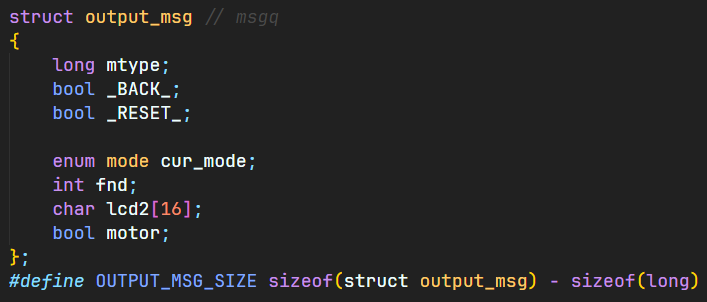 struct output_msg // msgq
{
    long mtype;
    bool _BACK_;
    bool _RESET_;

    enum mode cur_mode;
    int fnd;
    char lcd2[16];
    bool motor;
};
#define OUTPUT_MSG_SIZE sizeof(struct output_msg) - sizeof(long)